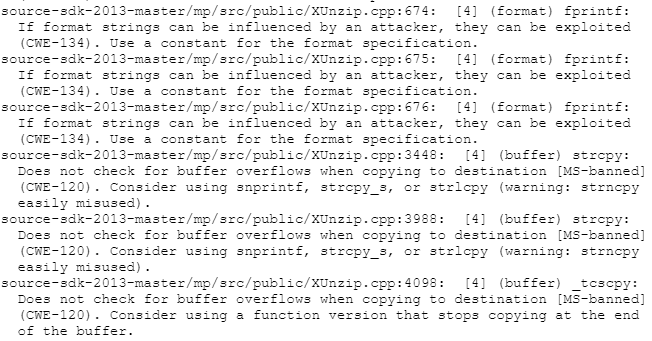 source-sdk-2013-master/mp/src/public/XUnzip.cpp:674:  [4] (format) fprintf:
  If format strings can be influenced by an attacker, they can be exploited
  (CWE-134). Use a constant for the format specification.
source-sdk-2013-master/mp/src/public/XUnzip.cpp:675:  [4] (format) fprintf:
  If format strings can be influenced by an attacker, they can be exploited
  (CWE-134). Use a constant for the format specification.
source-sdk-2013-master/mp/src/public/XUnzip.cpp:676:  [4] (format) fprintf:
  If format strings can be influenced by an attacker, they can be exploited
  (CWE-134). Use a constant for the format specification.
source-sdk-2013-master/mp/src/public/XUnzip.cpp:3448:  [4] (buffer) strcpy:
  Does not check for buffer overflows when copying to destination [MS-banned]
  (CWE-120). Consider using snprintf, strcpy_s, or strlcpy (warning: strncpy
  easily misused).
source-sdk-2013-master/mp/src/public/XUnzip.cpp:3988:  [4] (buffer) strcpy:
  Does not check for buffer overflows when copying to destination [MS-banned]
  (CWE-120). Consider using snprintf, strcpy_s, or strlcpy (warning: strncpy
  easily misused).
source-sdk-2013-master/mp/src/public/XUnzip.cpp:4098:  [4] (buffer) _tcscpy:
  Does not check for buffer overflows when copying to destination [MS-banned]
  (CWE-120). Consider using a function version that stops copying at the end
  of the buffer.